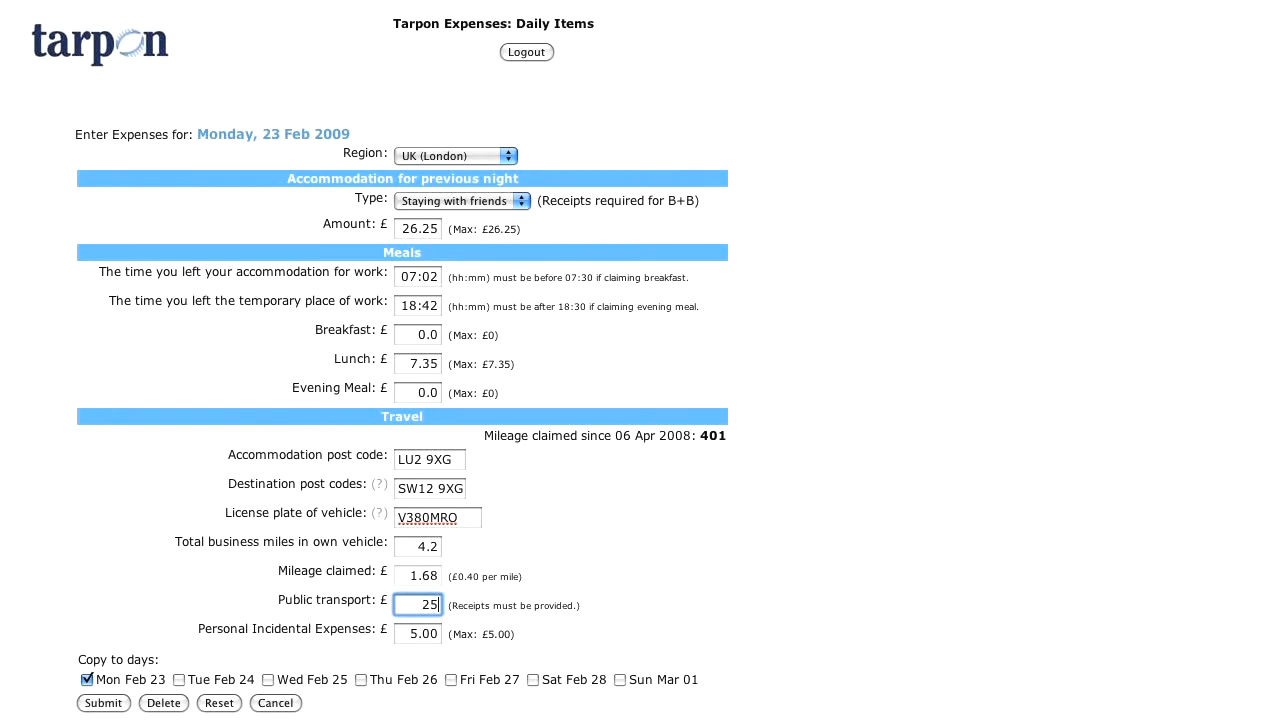 tarpon
Tarpon Expenses: Daily Items
Logout
Enter Expenses for: Monday, 23 Feb 2009
Region: UK (London)
Accommodation for previous night
Type: Staying with friends (Receipts required for B+B)
Amount: £ 26.25 (Max: £26.25)
Meals
The time you left your accommodation for work: 07:02 (hh:mm) must be before 07:30 if claiming breakfast.
The time you left the temporary place of work: 18:42 (hh:mm) must be after 18:30 if claiming evening meal.
Breakfast: £ 0.0 (Max: £0)
Lunch: £ 7.35 (Max: £7.35)
Evening Meal: £ 0.0 (Max: £0)
Travel
Mileage claimed since 06 Apr 2008: 401
Accommodation post code: LU2 9XG
Destination post codes: (?) SW12 9XG
License plate of vehicle: (?) V380MRO
Total business miles in own vehicle: 4.2
Mileage claimed: £ 1.68 (£0.40 per mile)
Public transport: £ 25 (Receipts must be provided.)
Personal Incidental Expenses: £ 5.00 (Max: £5.00)
Copy to days:
Mon Feb 23 Tue Feb 24 Wed Feb 25 Thu Feb 26 Fri Feb 27 Sat Feb 28 Sun Mar 01
Submit Delete Reset Cancel